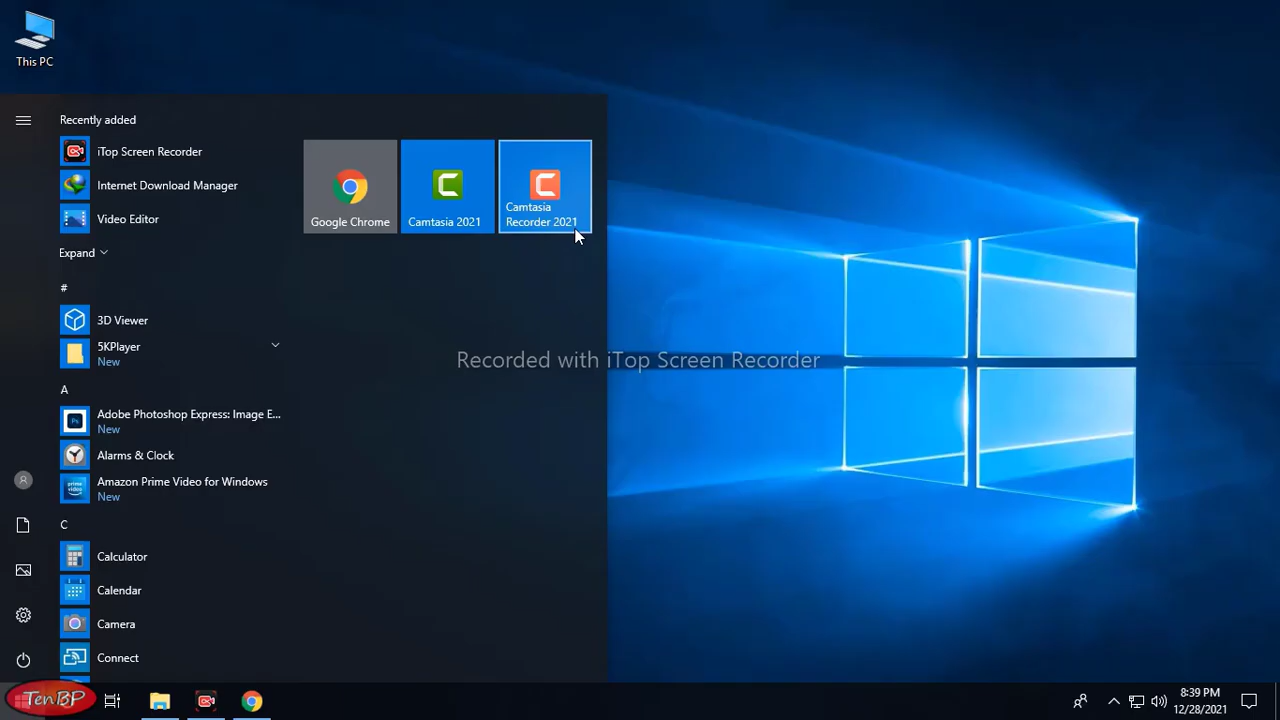 This PC
Recently added
iTop Screen Recorder
Internet Download Manager
Video Editor
Expand
#
3D Viewer
5KPlayer
New
A
Adobe Photoshop Express: Image E...
New
Alarms & Clock
Amazon Prime Video for Windows
New
C
Calculator
Calendar
Camera
Connect
Google Chrome
Camtasia 2021
Camtasia
Recorder 2021
Recorded with iTop Screen Recorder
TenBP
8:39 PM
12/28/2021